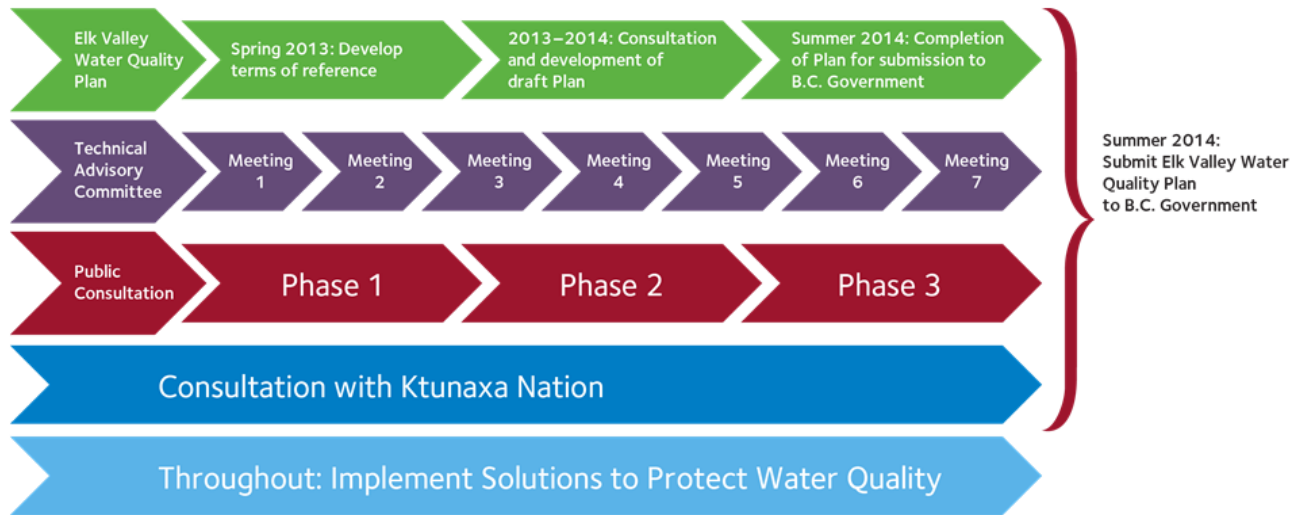 Elk Valley
Water Quality
Plan
Spring 2013: Develop
terms of reference
2013–2014: Consultation
and development of
draft Plan
Summer 2014: Completion
of Plan for submission to
B.C. Government
Technical
Advisory
Committee
Meeting
1
Meeting
2
Meeting
3
Meeting
4
Meeting
5
Meeting
6
Meeting
7
Public
Consultation
Phase 1
Phase 2
Phase 3
Consultation with Ktunaxa Nation
Throughout: Implement Solutions to Protect Water Quality
Summer 2014:
Submit Elk Valley Water
Quality Plan
to B.C. Government